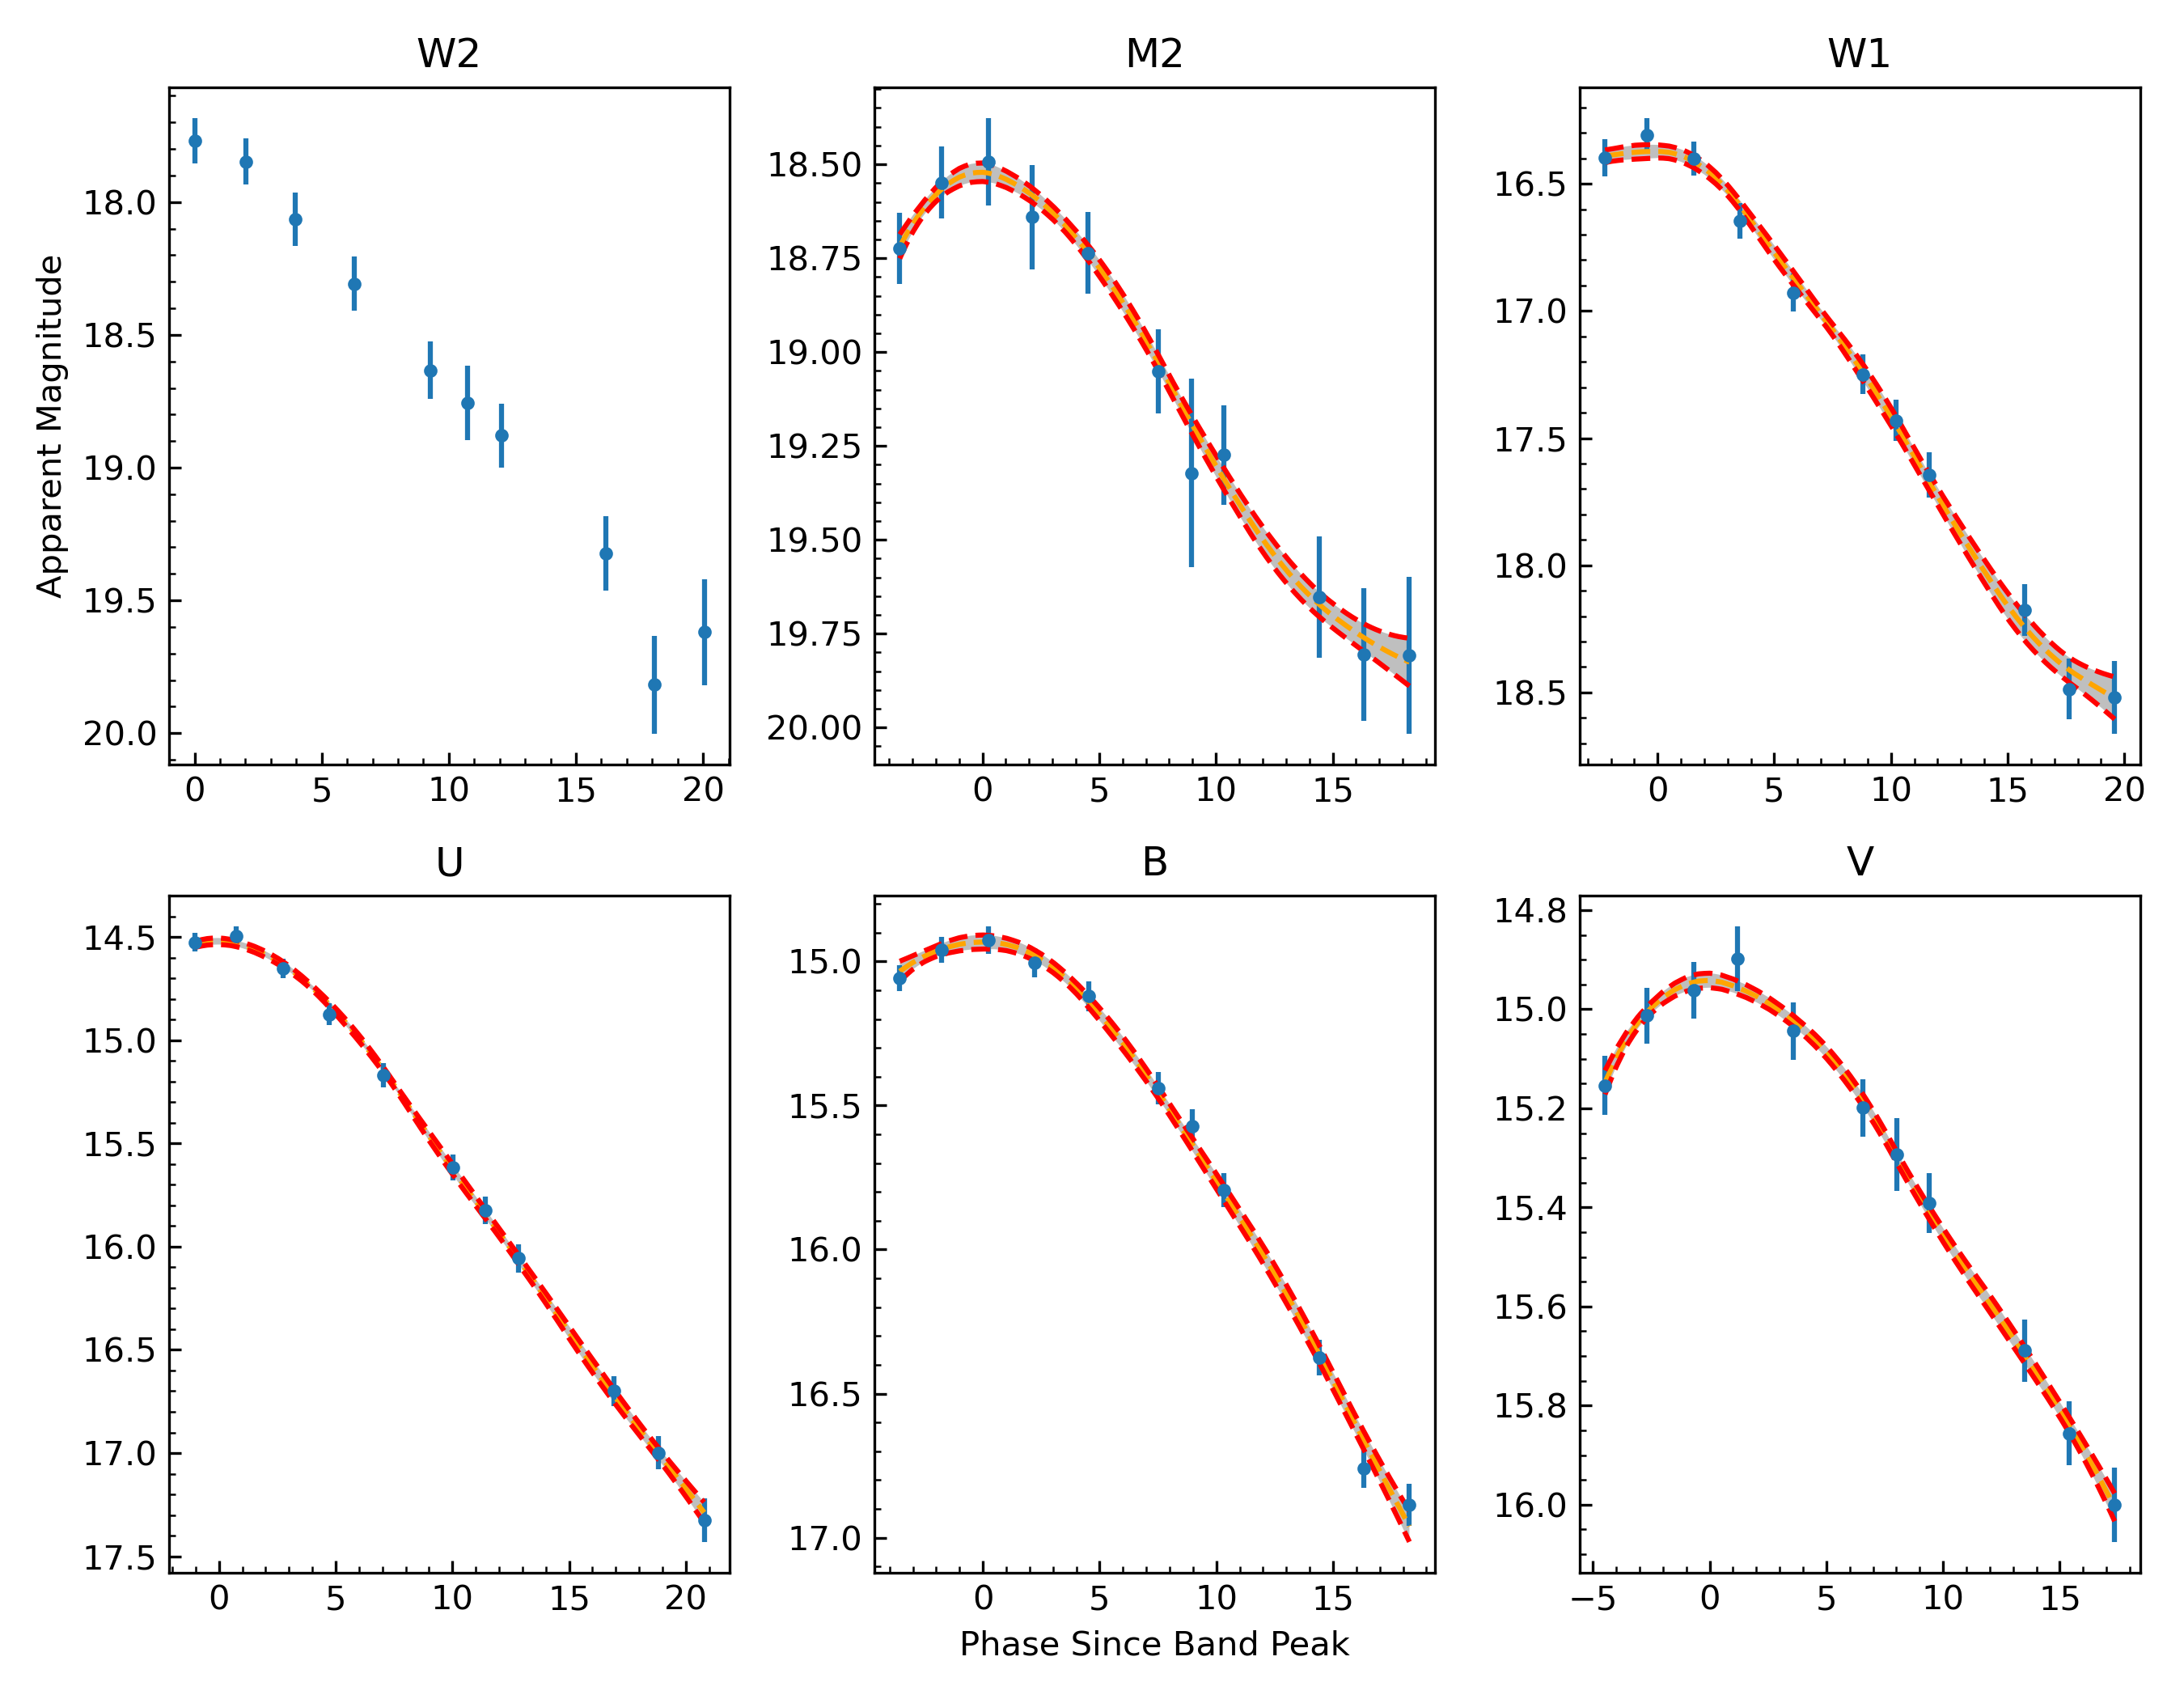 W2
M2
W1
Apparent Magnitude
18.0
18.5
19.0
19.5
20.0
0 5 10 15 20
18.50
18.75
19.00
19.25
19.50
19.75
20.00
0 5 10 15
16.5
17.0
17.5
18.0
18.5
0 5 10 15 20
U
B
V
14.5
15.0
15.5
16.0
16.5
17.0
17.5
0 5 10 15 20
15.0
15.5
16.0
16.5
17.0
0 5 10 15
14.8
15.0
15.2
15.4
15.6
15.8
16.0
−5 0 5 10 15
Phase Since Band Peak